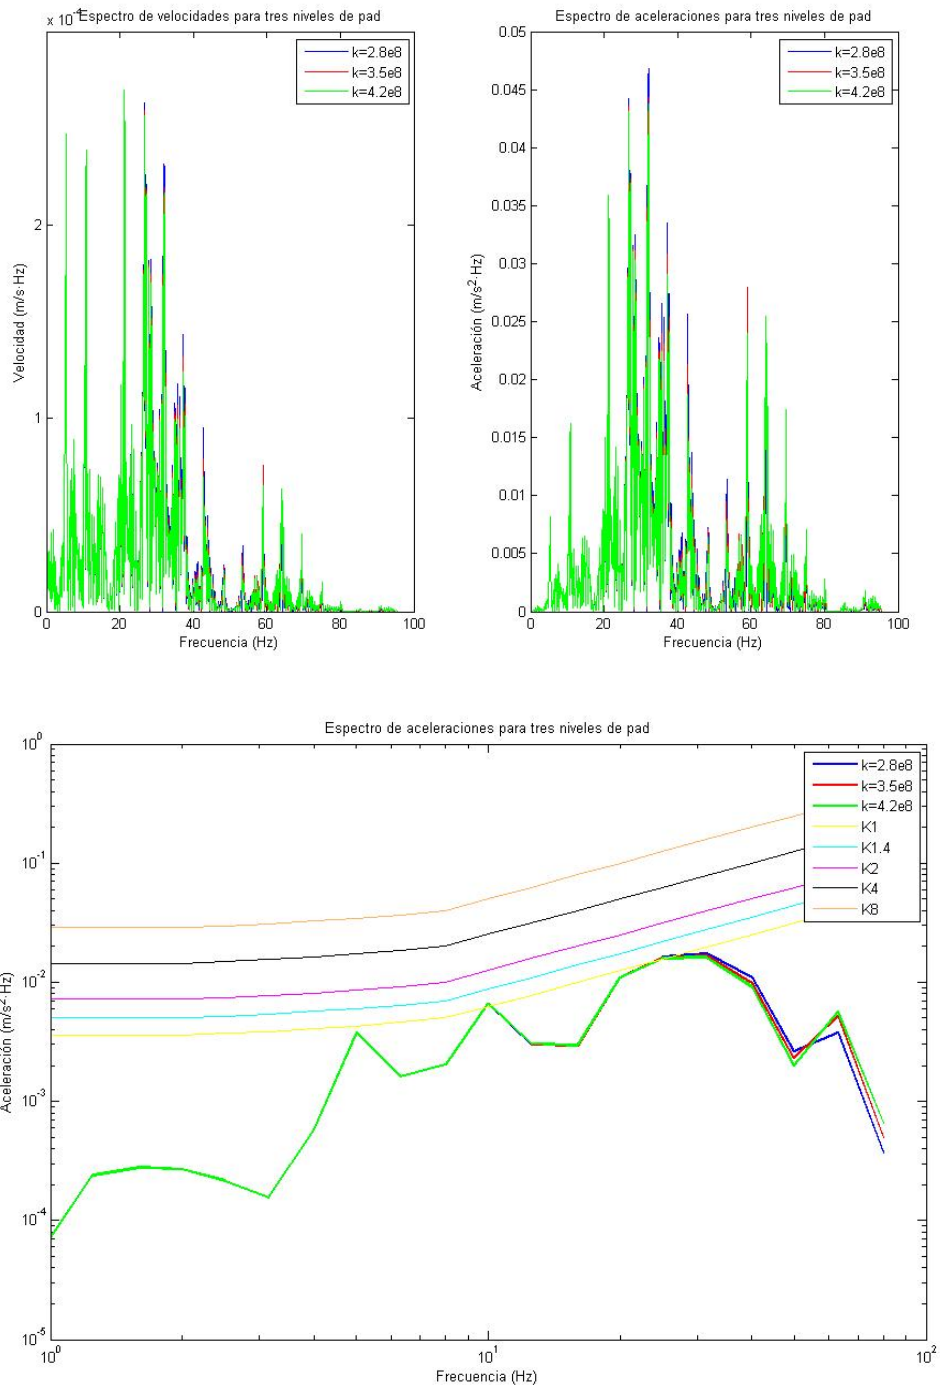 x 10⁻⁴ Espectro de velocidades para tres niveles de pad
k=2.8e8
k=3.5e8
k=4.2e8
2
1
0
Velocidad (m/s·Hz)
0 20 40 60 80 100
Frecuencia (Hz)
Espectro de aceleraciones para tres niveles de pad
k=2.8e8
k=3.5e8
k=4.2e8
0.05
0.045
0.04
0.035
0.03
0.025
0.02
0.015
0.01
0.005
0
Aceleración (m/s²·Hz)
0 20 40 60 80 100
Frecuencia (Hz)
Espectro de aceleraciones para tres niveles de pad
k=2.8e8
k=3.5e8
k=4.2e8
K1
K1.4
K2
K4
K8
10⁰
10⁻¹
10⁻²
10⁻³
10⁻⁴
10⁻⁵
Aceleración (m/s²·Hz)
10⁰ 10¹ 10²
Frecuencia (Hz)